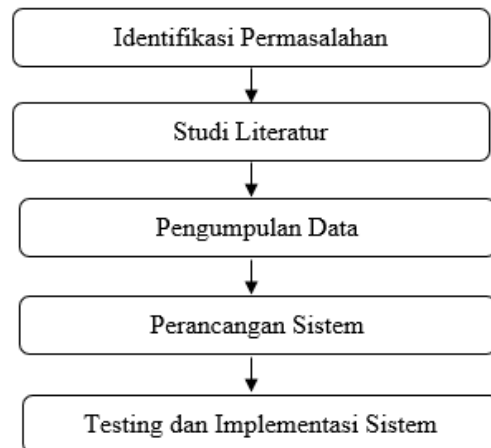 Identifikasi Permasalahan
Studi Literatur
Pengumpulan Data
Perancangan Sistem
Testing dan Implementasi Sistem